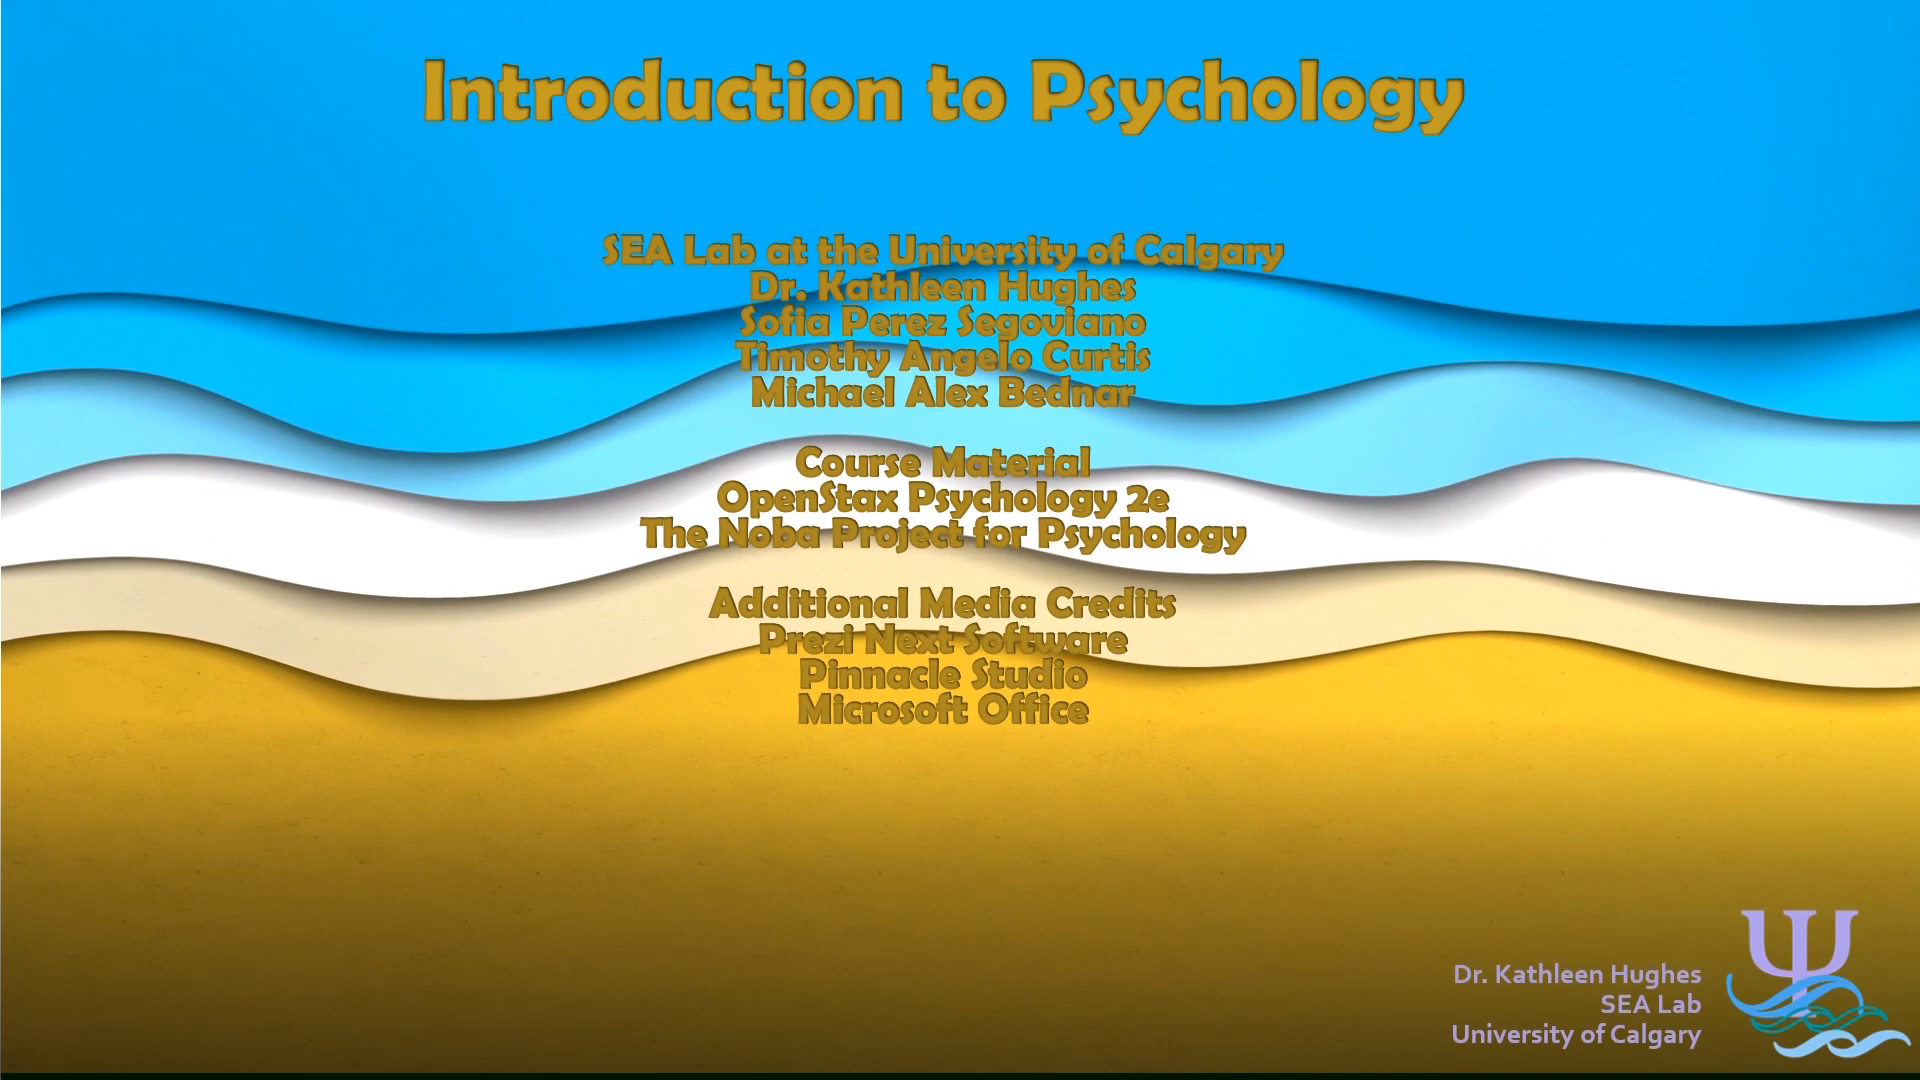 Introduction to Psychology
SEA Lab at the University of Calgary
Dr. Kathleen Hughes
Sofia Perez Segoviano
Timothy Angelo Curtis
Michael Alex Bednar
Course Material
OpenStax Psychology 2e
The Noba Project for Psychology
Additional Media Credits
Prezi Next Software
Pinnacle Studio
Microsoft Office
Dr. Kathleen Hughes
SEA Lab
University of Calgary
Ψ